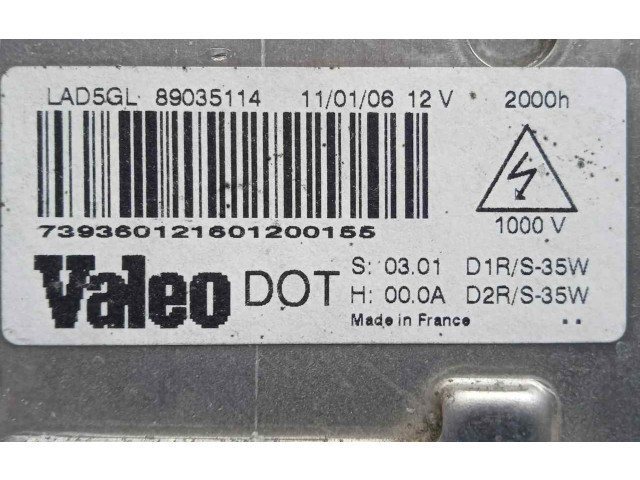 LAD5GL 89035114 11/01/06 12 V 2000h
739360121601200155
1000 V
Valeo DOT S: 03.01 D1R/S-35W
H: 00.0A D2R/S-35W
Made in France